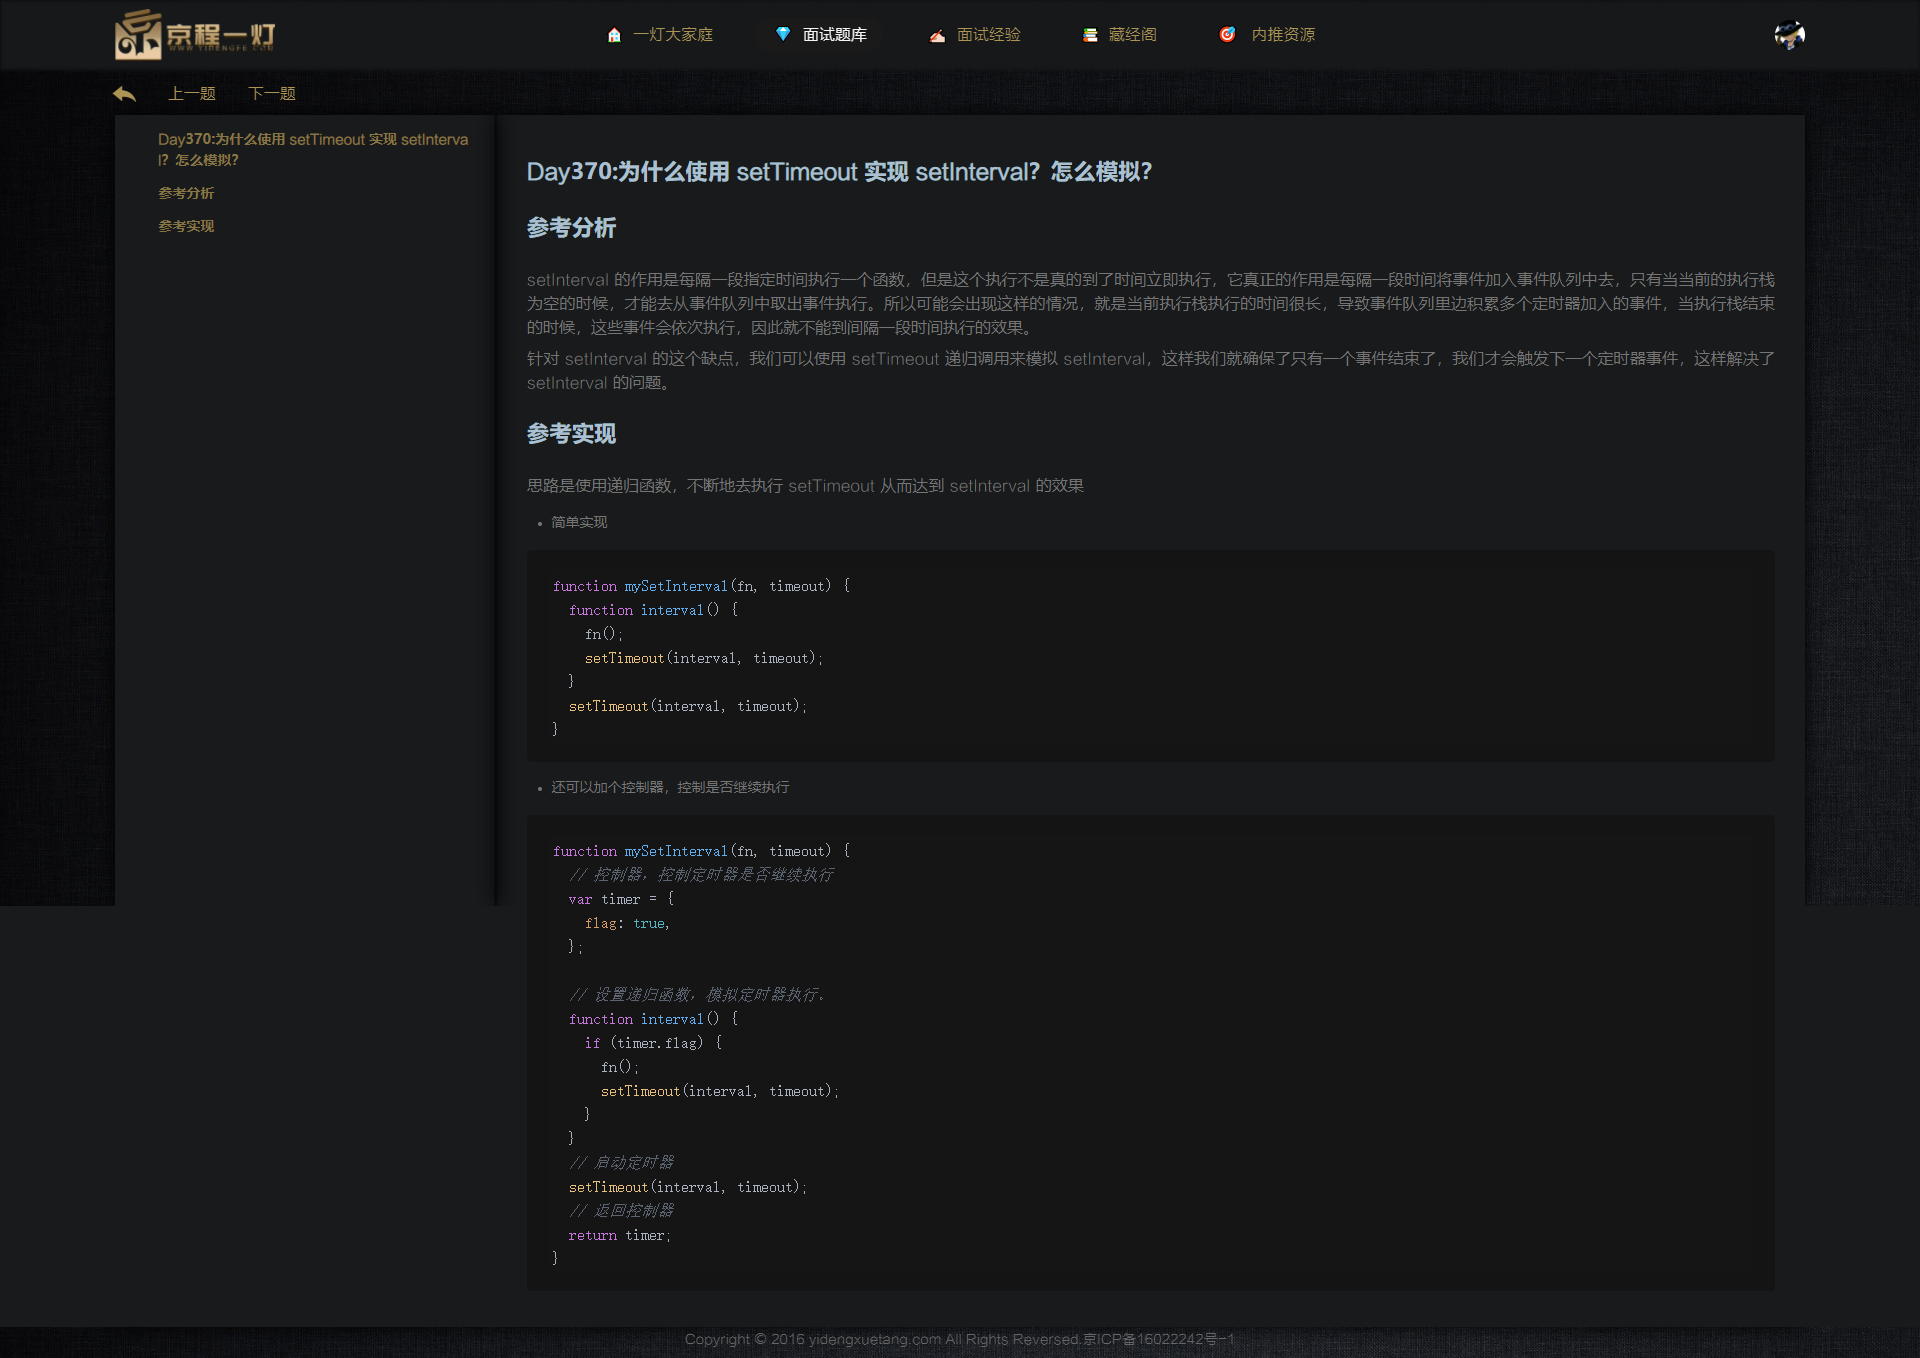 京程一灯
WWW.YIDENGFE.COM
一灯大家庭
面试题库
面试经验
藏经阁
内推资源
上一题
下一题
Day370:为什么使用 setTimeout 实现 setInterva
l？怎么模拟？
参考分析
参考实现
Day370:为什么使用 setTimeout 实现 setInterval？怎么模拟？
参考分析
setInterval 的作用是每隔一段指定时间执行一个函数，但是这个执行不是真的到了时间立即执行，它真正的作用是每隔一段时间将事件加入事件队列中去，只有当当前的执行栈
为空的时候，才能去从事件队列中取出事件执行。所以可能会出现这样的情况，就是当前执行栈执行的时间很长，导致事件队列里边积累多个定时器加入的事件，当执行栈结束
的时候，这些事件会依次执行，因此就不能到间隔一段时间执行的效果。
针对 setInterval 的这个缺点，我们可以使用 setTimeout 递归调用来模拟 setInterval，这样我们就确保了只有一个事件结束了，我们才会触发下一个定时器事件，这样解决了
setInterval 的问题。
参考实现
思路是使用递归函数，不断地去执行 setTimeout 从而达到 setInterval 的效果
• 简单实现
function mySetInterval(fn, timeout) {
  function interval() {
    fn();
    setTimeout(interval, timeout);
  }
  setTimeout(interval, timeout);
}
• 还可以加个控制器，控制是否继续执行
function mySetInterval(fn, timeout) {
  // 控制器，控制定时器是否继续执行
  var timer = {
    flag: true,
  };
  // 设置递归函数，模拟定时器执行。
  function interval() {
    if (timer.flag) {
      fn();
      setTimeout(interval, timeout);
    }
  }
  // 启动定时器
  setTimeout(interval, timeout);
  // 返回控制器
  return timer;
}
Copyright © 2016 yidengxuetang.com All Rights Reversed.京ICP备16022242号-1